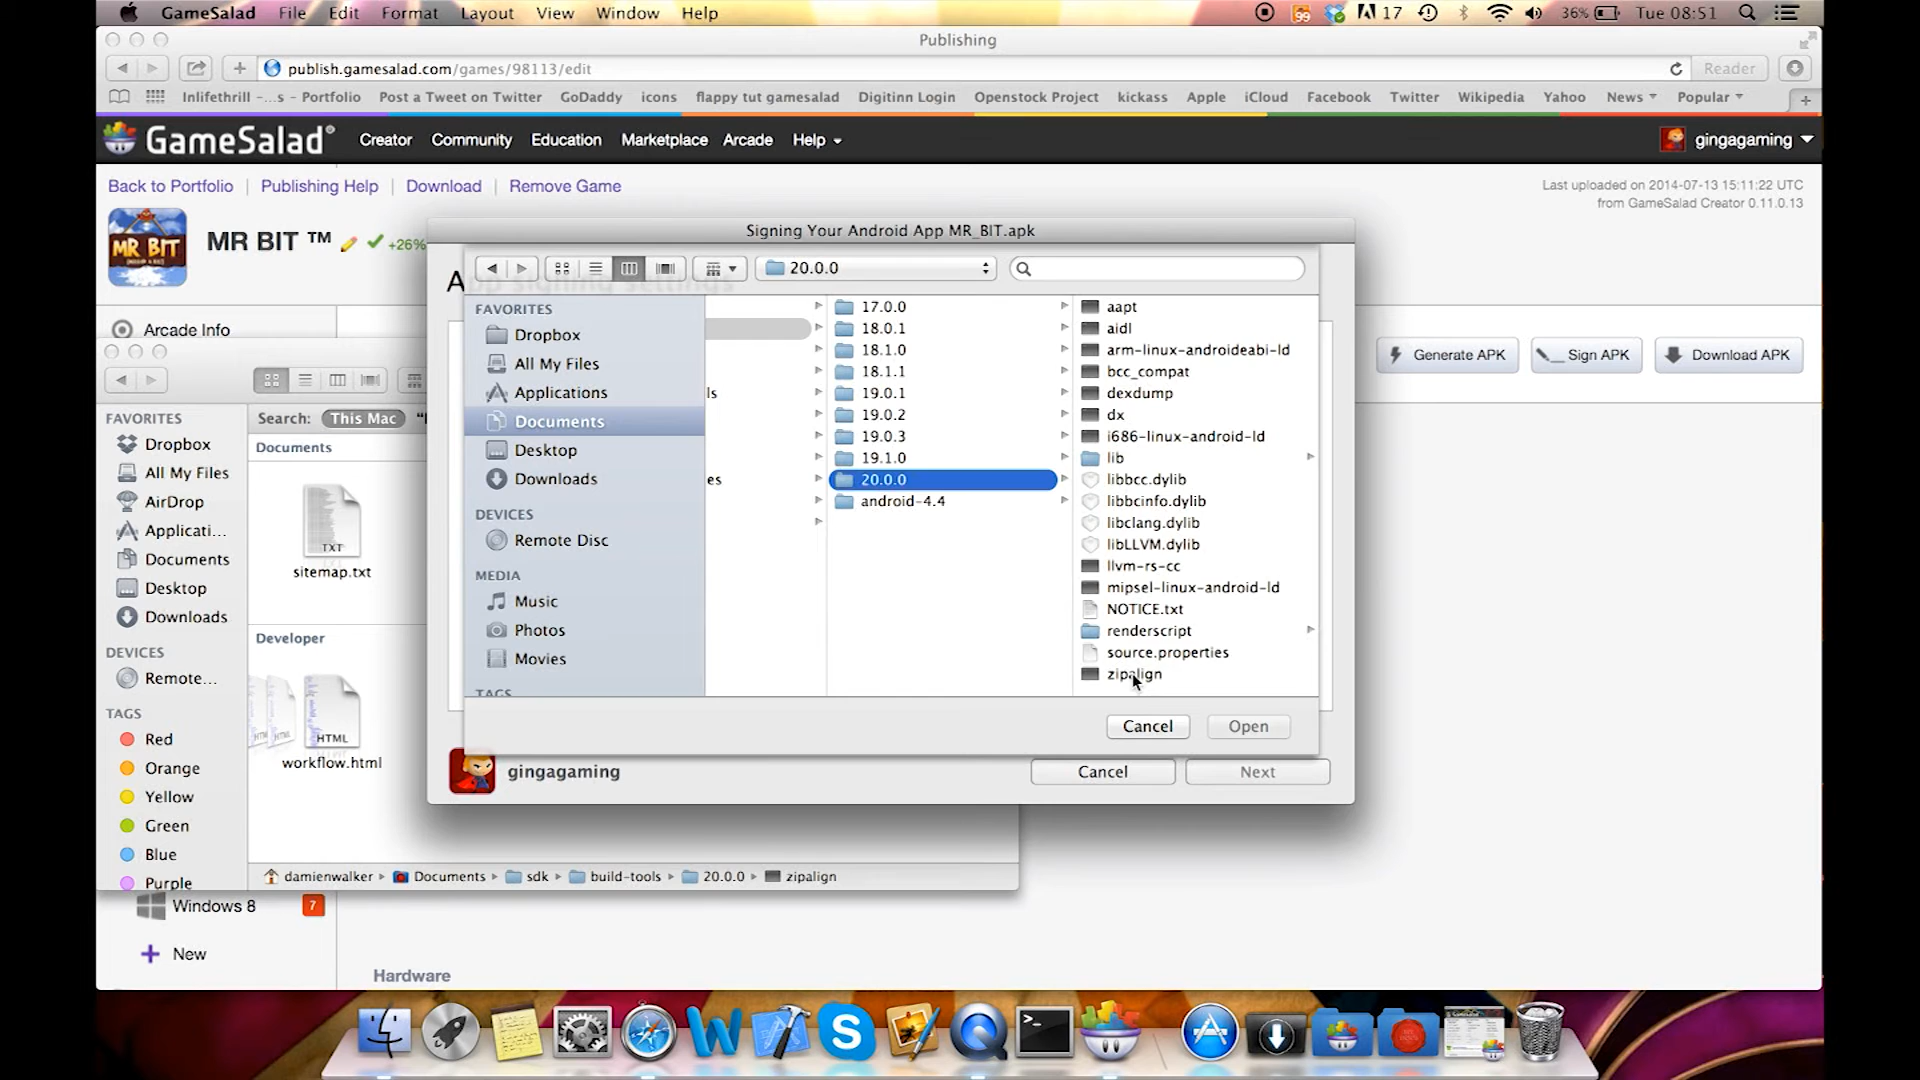 GameSalad File Edit Format Layout View Window Help 99 17 36% Tue 08:51
Publishing
publish.gamesalad.com/games/98113/edit Reader
Inlifethrill -...s - Portfolio Post a Tweet on Twitter GoDaddy icons flappy tut gamesalad Digitinn Login Openstock Project kickass Apple iCloud Facebook Twitter Wikipedia Yahoo News Popular
GameSalad® Creator Community Education Marketplace Arcade Help gingagaming
Back to Portfolio | Publishing Help | Download | Remove Game
Last uploaded on 2014-07-13 15:11:22 UTC
from GameSalad Creator 0.11.0.13
MR BIT
MR BIT ™ +26%
Arcade Info
Generate APK Sign APK Download APK
Signing Your Android App MR_BIT.apk
20.0.0
FAVORITES
Dropbox
All My Files
Applications
Documents
Desktop
Downloads
DEVICES
Remote Disc
MEDIA
Music
Photos
Movies
TAGS
ls
es
17.0.0
18.0.1
18.1.0
18.1.1
19.0.1
19.0.2
19.0.3
19.1.0
20.0.0
android-4.4
aapt
aidl
arm-linux-androideabi-ld
bcc_compat
dexdump
dx
i686-linux-android-ld
lib
libbcc.dylib
libbcinfo.dylib
libclang.dylib
libLLVM.dylib
llvm-rs-cc
mipsel-linux-android-ld
NOTICE.txt
renderscript
source.properties
zipalign
Cancel Open
gingagaming Cancel Next
FAVORITES
Dropbox
All My Files
AirDrop
Applicati...
Documents
Desktop
Downloads
DEVICES
Remote...
TAGS
Red
Orange
Yellow
Green
Blue
Purple
Search: This Mac
Documents
TXT
sitemap.txt
Developer
HTML
workflow.html
damienwalker Documents sdk build-tools 20.0.0 zipalign
Windows 8 7
New
Hardware